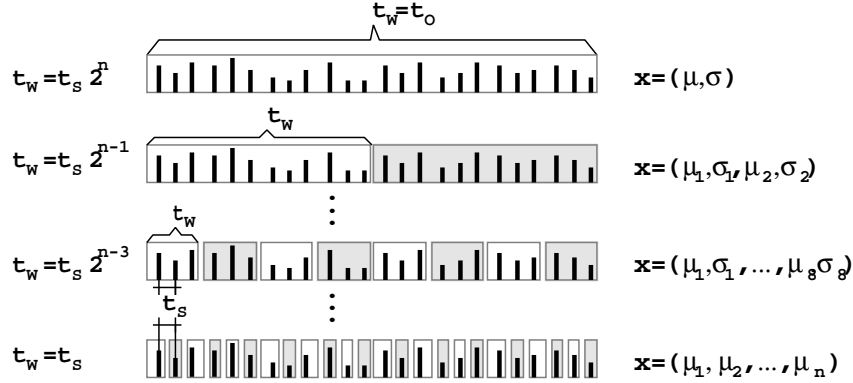 t_W=t_O
t_W=t_S 2^n
x=(μ,σ)
t_W
t_W=t_S 2^{n-1}
x=(μ_1,σ_1,μ_2,σ_2)
t_W
t_W=t_S 2^{n-3}
x=(μ_1,σ_1,...,μ_8σ_8)
t_S
t_W=t_S
x=(μ_1, μ_2,...,μ_n)